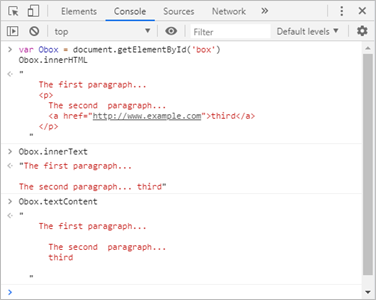 Elements Console Sources Network »
top Filter Default levels ▼
> var Obox = document.getElementById('box')
Obox.innerHTML
"
The first paragraph...
<p>
The second  paragraph...
<a href="http://www.example.com">third</a>
</p>
"
> Obox.innerText
"The first paragraph...
The second paragraph... third"
> Obox.textContent
"
The first paragraph...
The second  paragraph...
third
"
>